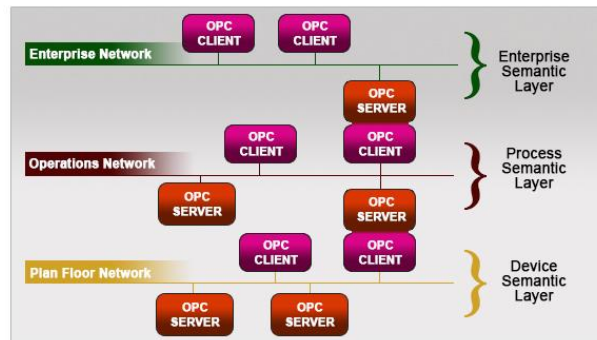 OPC
CLIENT
OPC
CLIENT
Enterprise Network
Enterprise
Semantic
Layer
OPC
SERVER
OPC
CLIENT
OPC
CLIENT
Operations Network
Process
Semantic
Layer
OPC
SERVER
OPC
SERVER
OPC
CLIENT
OPC
CLIENT
Plan Floor Network
Device
Semantic
Layer
OPC
SERVER
OPC
SERVER